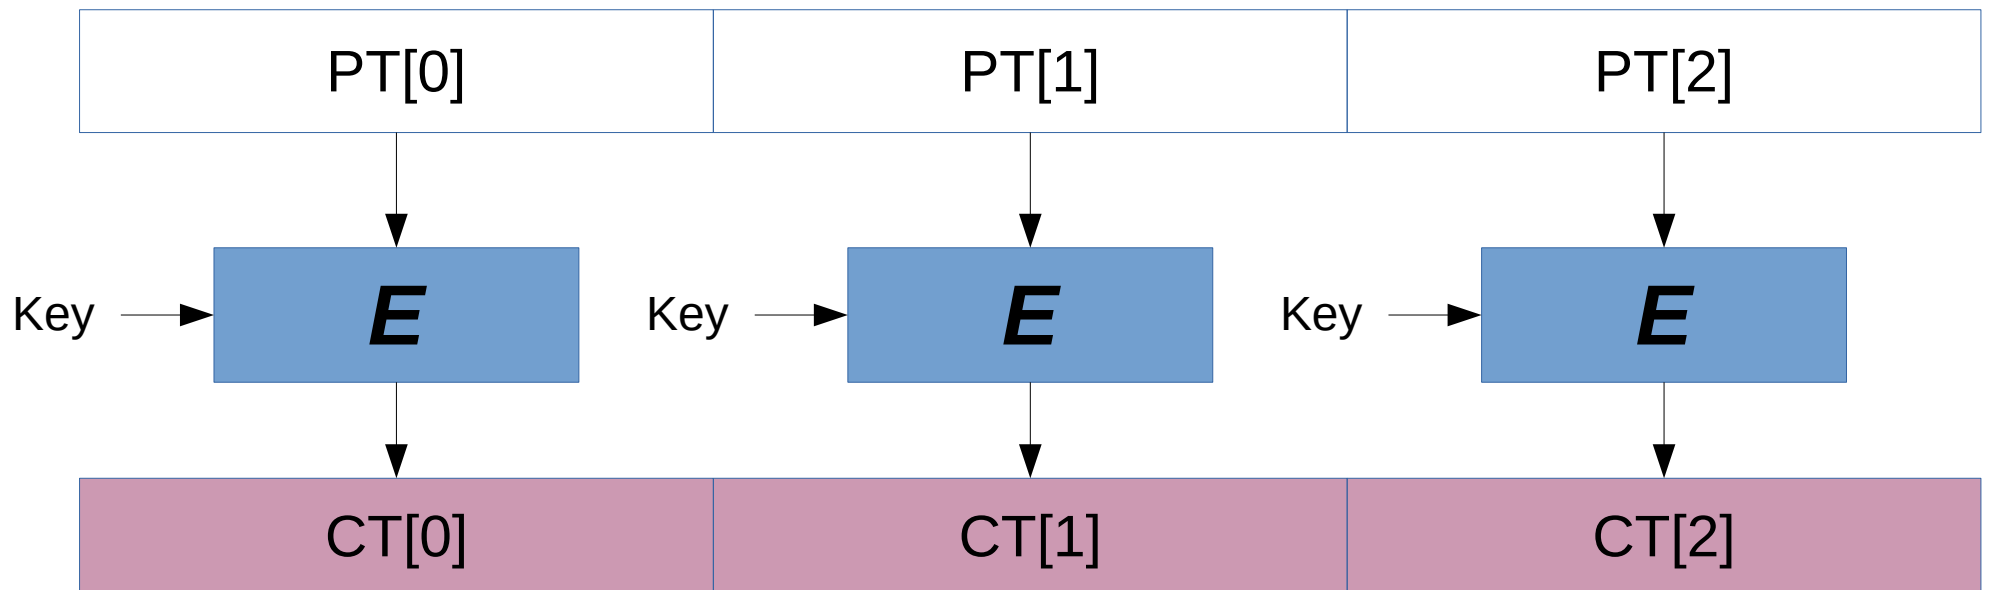 PT[0] PT[1] PT[2]
Key E Key E Key E
CT[0] CT[1] CT[2]